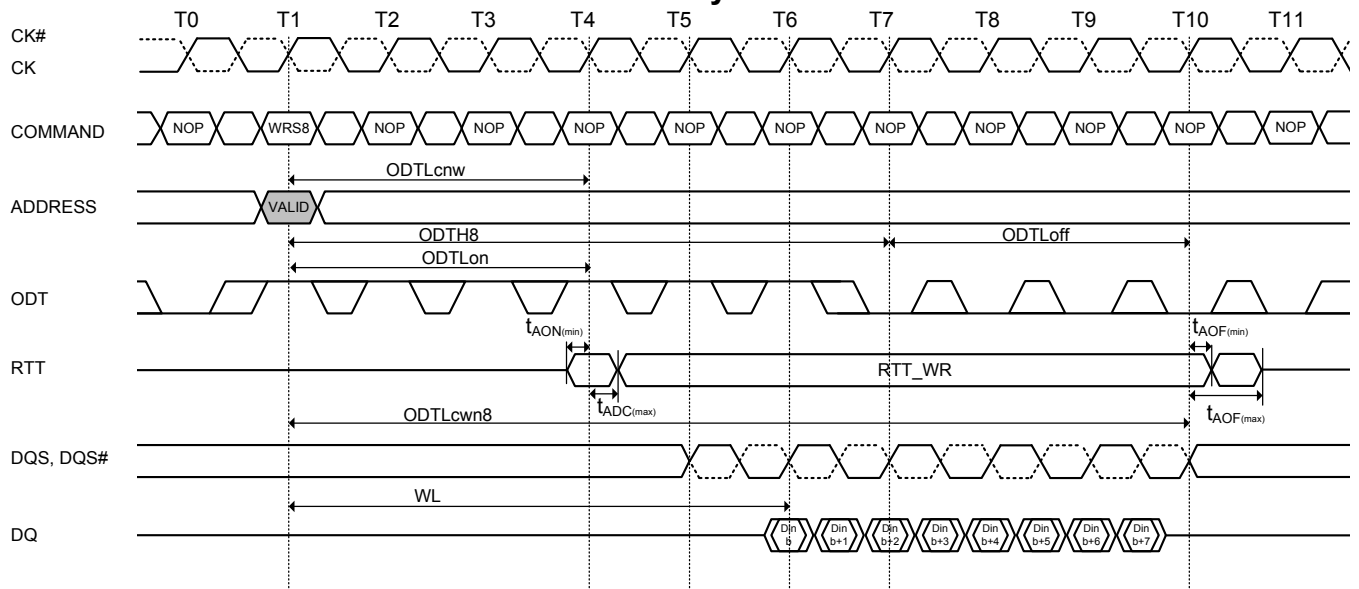 T0 T1 T2 T3 T4 T5 T6 T7 T8 T9 T10 T11
CK#
CK
COMMAND NOP WRS8 NOP NOP NOP NOP NOP NOP NOP NOP NOP NOP
ODTLcnw
ADDRESS VALID
ODTH8 ODTLoff
ODTLon
ODT
tAON(min) tAOF(min)
RTT RTT_WR
tADC(max) tAOF(max)
ODTLcwn8
DQS, DQS#
WL
DQ Din b Din b+1 Din b+2 Din b+3 Din b+4 Din b+5 Din b+6 Din b+7